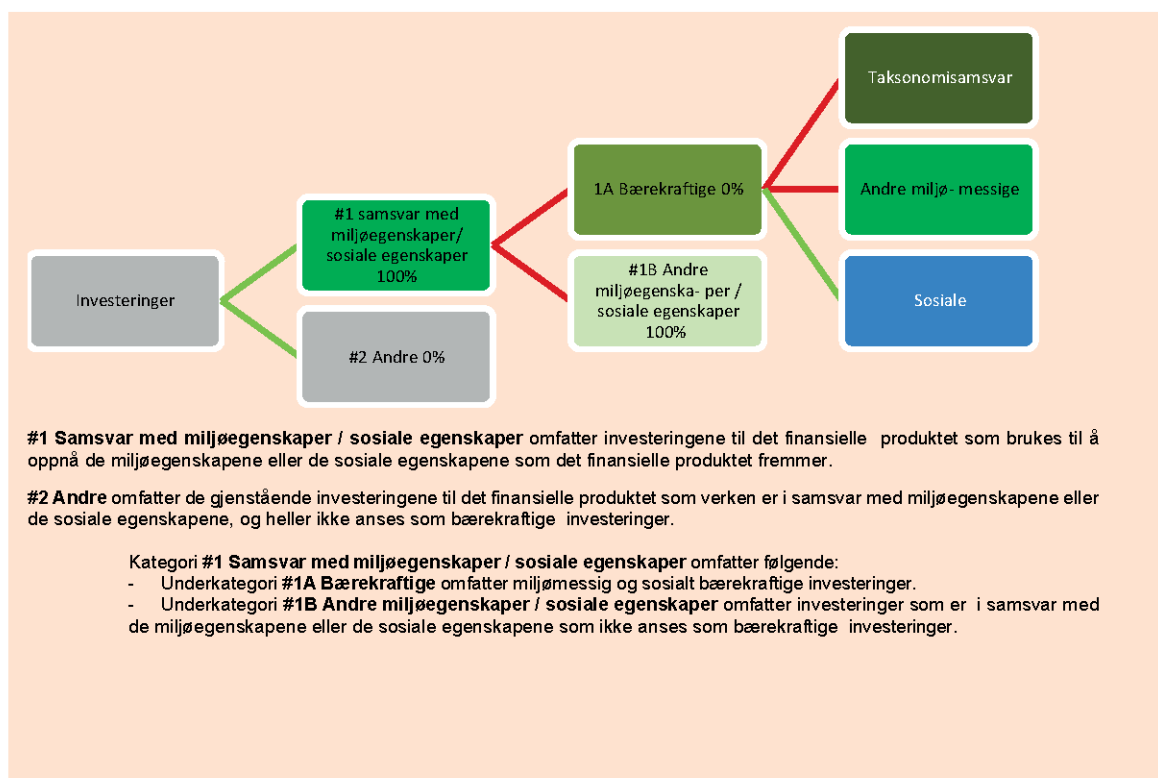 Investeringer
#1 samsvar med
miljøegenskaper/
sosiale egenskaper
100%
#2 Andre 0%
1A Bærekraftige 0%
#1B Andre
miljøegenska- per /
sosiale egenskaper
100%
Taksonomisamsvar
Andre miljø- messige
Sosiale
#1 Samsvar med miljøegenskaper / sosiale egenskaper omfatter investeringene til det finansielle produktet som brukes til å
oppnå de miljøegenskapene eller de sosiale egenskapene som det finansielle produktet fremmer.
#2 Andre omfatter de gjenstående investeringene til det finansielle produktet som verken er i samsvar med miljøegenskapene eller
de sosiale egenskapene, og heller ikke anses som bærekraftige investeringer.
Kategori #1 Samsvar med miljøegenskaper / sosiale egenskaper omfatter følgende:
- Underkategori #1A Bærekraftige omfatter miljømessig og sosialt bærekraftige investeringer.
- Underkategori #1B Andre miljøegenskaper / sosiale egenskaper omfatter investeringer som er i samsvar med
de miljøegenskapene eller de sosiale egenskapene som ikke anses som bærekraftige investeringer.